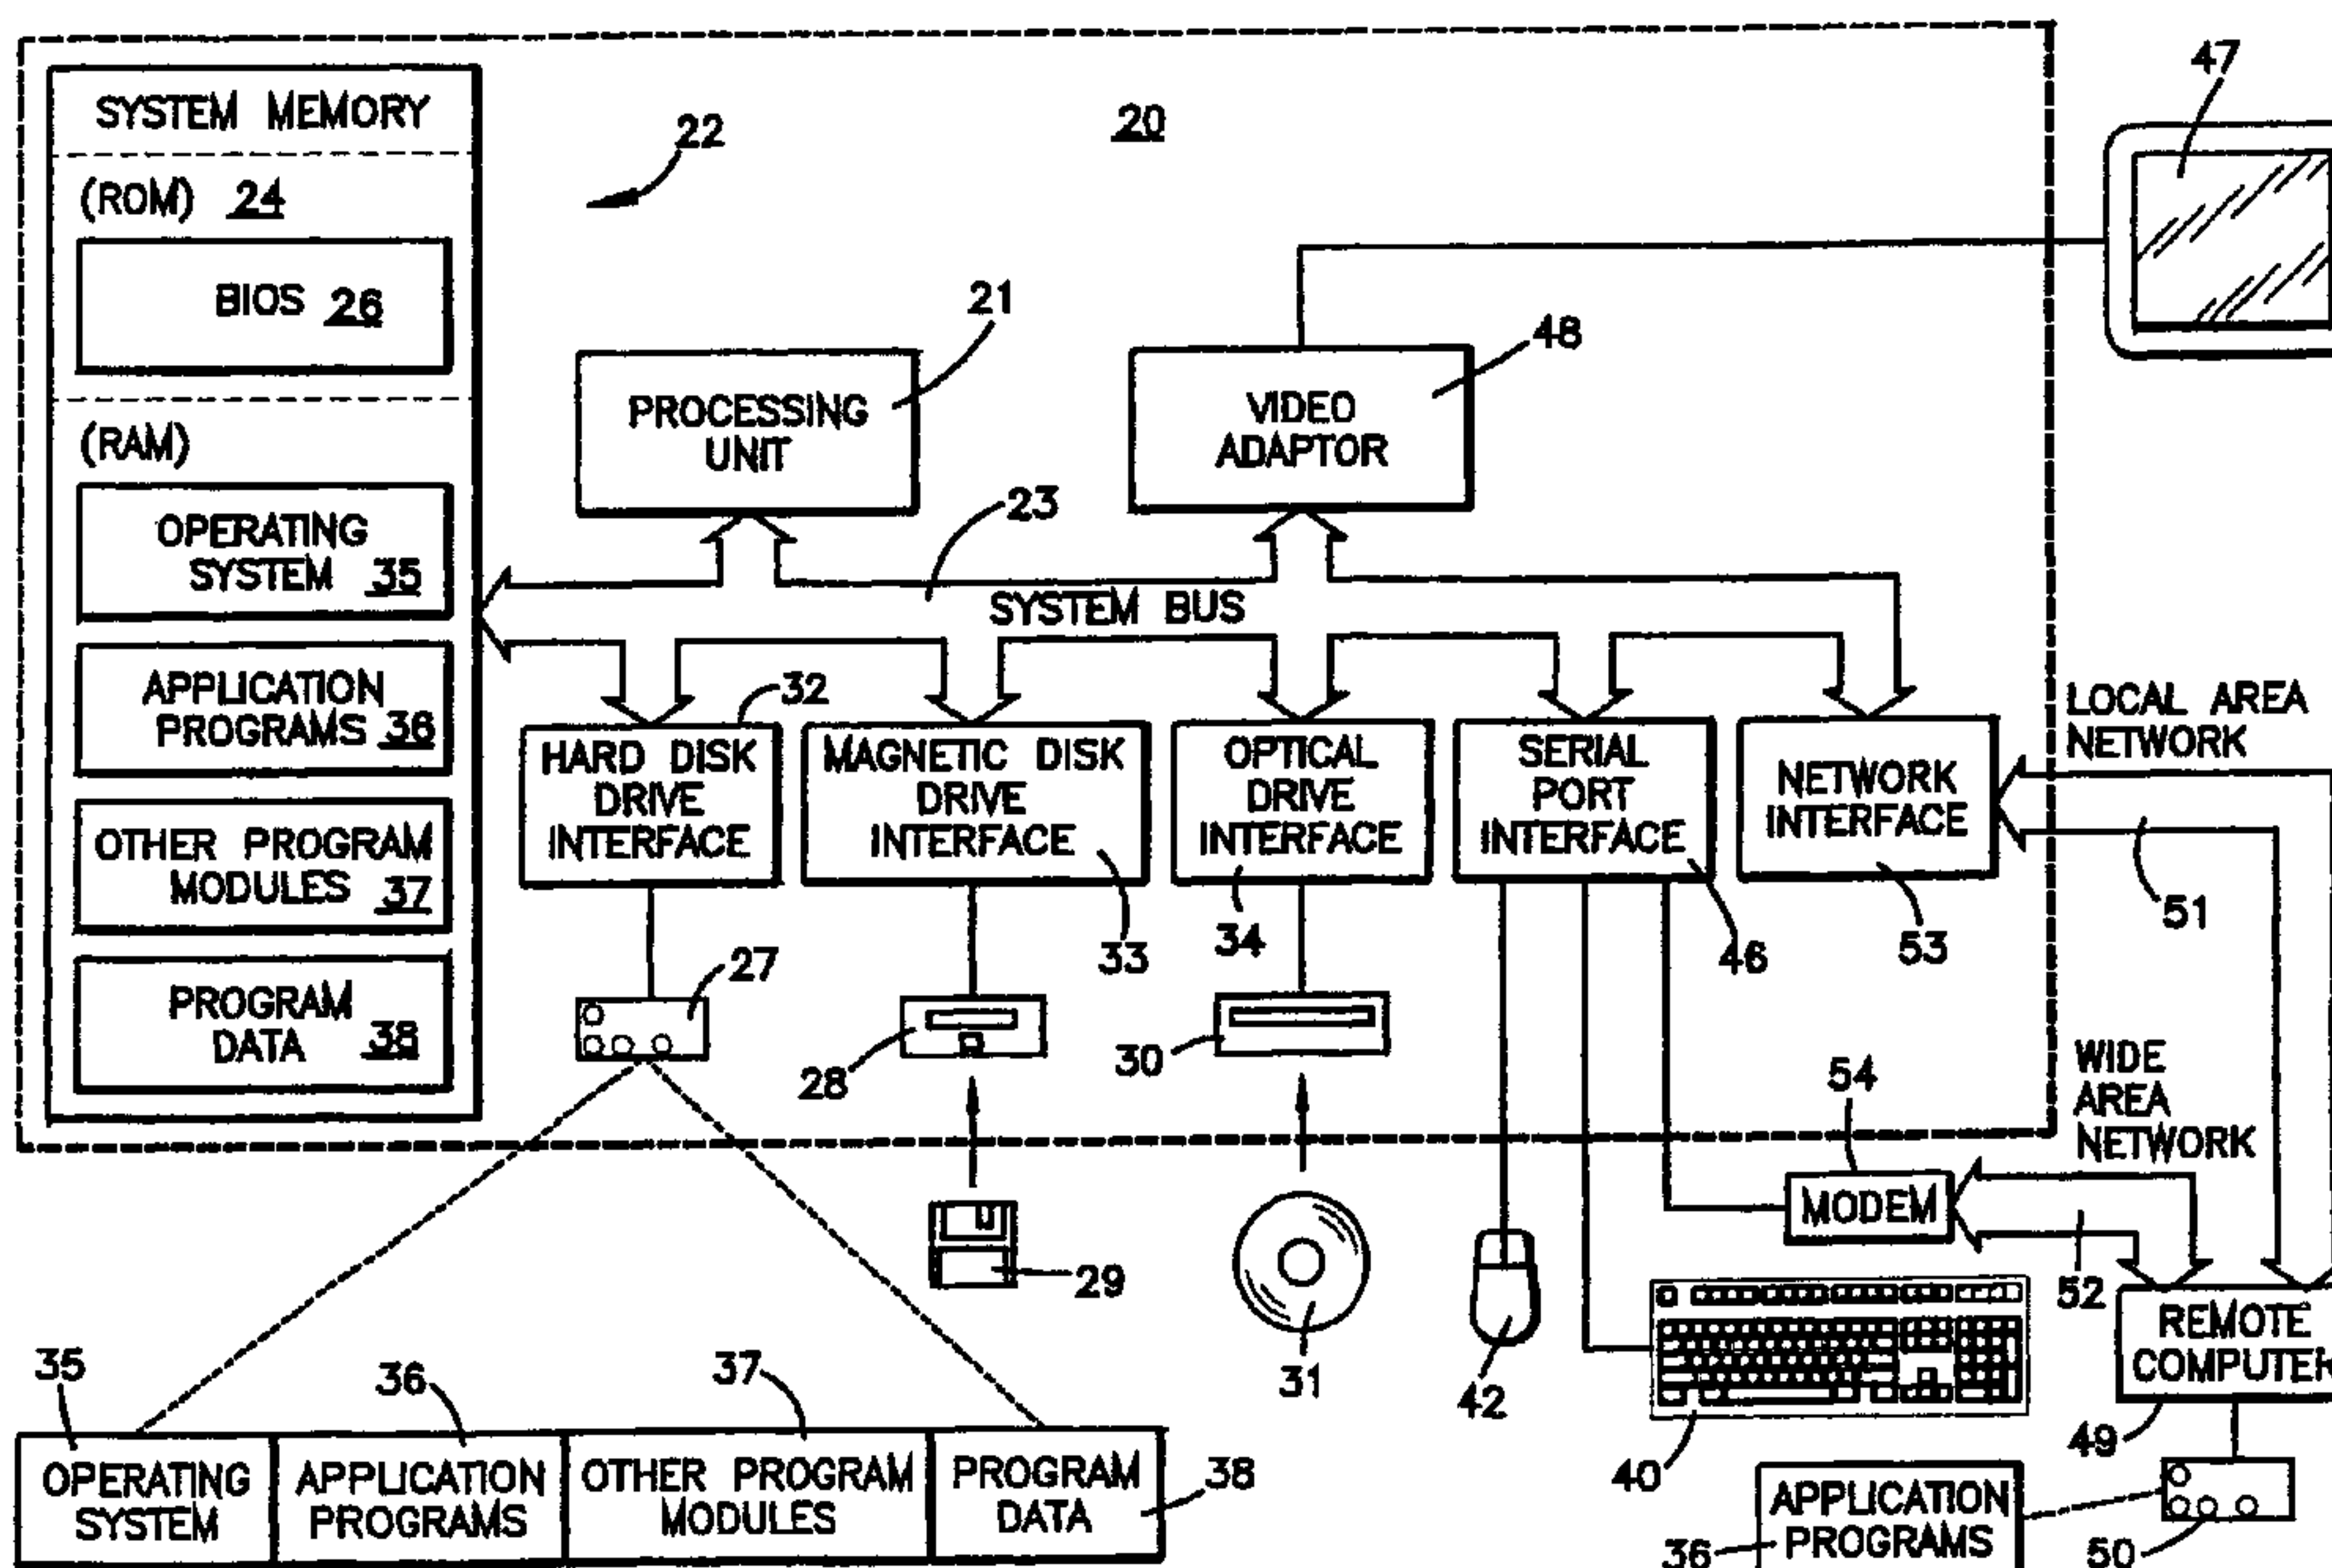 SYSTEM MEMORY
(ROM) 24
BIOS 26
(RAM)
OPERATING
SYSTEM 35
APPLICATION
PROGRAMS 36
OTHER PROGRAM
MODULES 37
PROGRAM
DATA 38
22
20
47
21
PROCESSING
UNIT
48
VIDEO
ADAPTOR
23
SYSTEM BUS
32
HARD DISK
DRIVE
INTERFACE
MAGNETIC DISK
DRIVE
INTERFACE
33
OPTICAL
DRIVE
INTERFACE
34
SERIAL
PORT
INTERFACE
46
NETWORK
INTERFACE
53
LOCAL AREA
NETWORK
51
27
28
30
54
WIDE
AREA
NETWORK
MODEM
52
29
31
42
40
REMOTE
COMPUTER
49
50
35
36
37
OPERATING
SYSTEM
APPLICATION
PROGRAMS
OTHER PROGRAM
MODULES
PROGRAM
DATA
38
APPLICATION
PROGRAMS
36